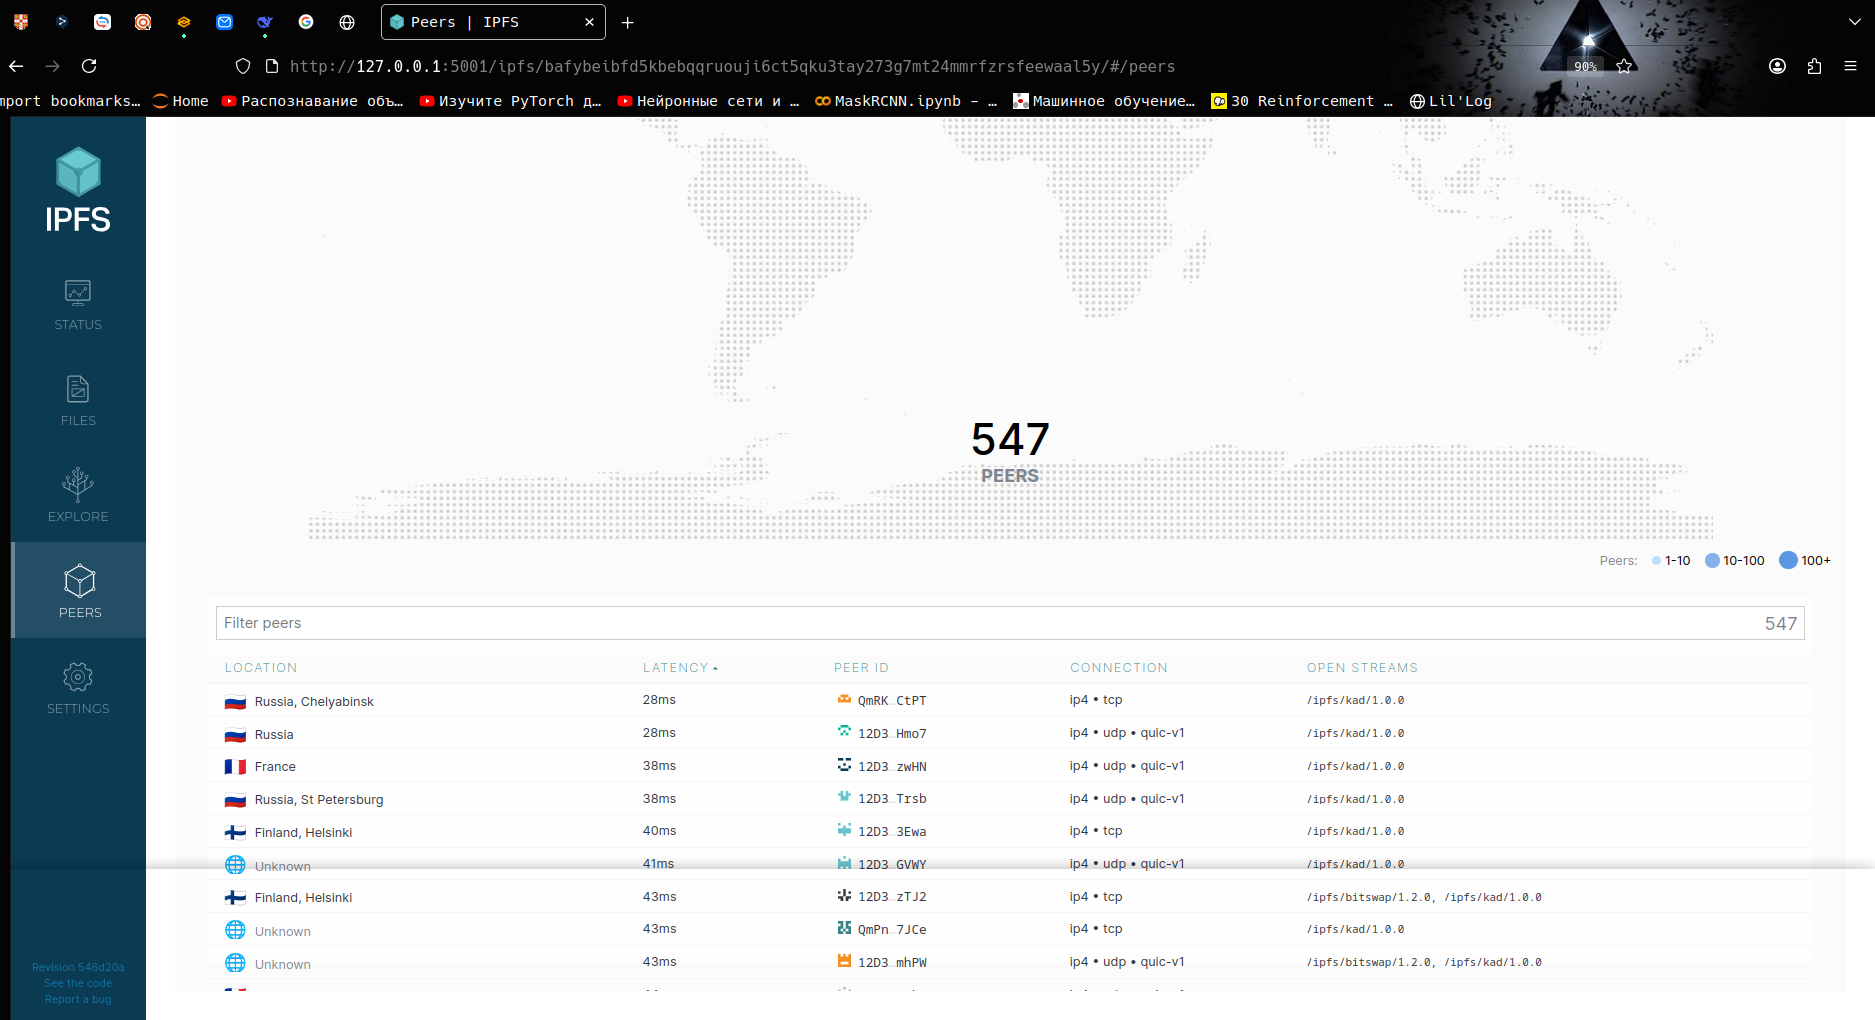 Peers | IPFS
http://127.0.0.1:5001/ipfs/bafybeibfd5kbebqqruouji6ct5qku3tay273g7mt24mmrfzrsfeewaal5y/#/peers
90%
mport bookmarks… Home Распознавание объ… Изучите PyTorch д… Нейронные сети и … MaskRCNN.ipynb - … Машинное обучение… 30 Reinforcement … Lil'Log
IPFS
STATUS
FILES
EXPLORE
PEERS
SETTINGS
Revision 546d20a
See the code
Report a bug
547
PEERS
Peers: 1-10 10-100 100+
Filter peers 547
LOCATION LATENCY PEER ID CONNECTION OPEN STREAMS
Russia, Chelyabinsk 28ms QmRK…CtPT ip4 • tcp /ipfs/kad/1.0.0
Russia 28ms 12D3…Hmo7 ip4 • udp • quic-v1 /ipfs/kad/1.0.0
France 38ms 12D3…zwHN ip4 • udp • quic-v1 /ipfs/kad/1.0.0
Russia, St Petersburg 38ms 12D3…Trsb ip4 • udp • quic-v1 /ipfs/kad/1.0.0
Finland, Helsinki 40ms 12D3…3Ewa ip4 • tcp /ipfs/kad/1.0.0
Unknown 41ms 12D3…GVWY ip4 • udp • quic-v1 /ipfs/kad/1.0.0
Finland, Helsinki 43ms 12D3…zTJ2 ip4 • tcp /ipfs/bitswap/1.2.0, /ipfs/kad/1.0.0
Unknown 43ms QmPn…7JCe ip4 • tcp /ipfs/kad/1.0.0
Unknown 43ms 12D3…mhPW ip4 • udp • quic-v1 /ipfs/bitswap/1.2.0, /ipfs/kad/1.0.0